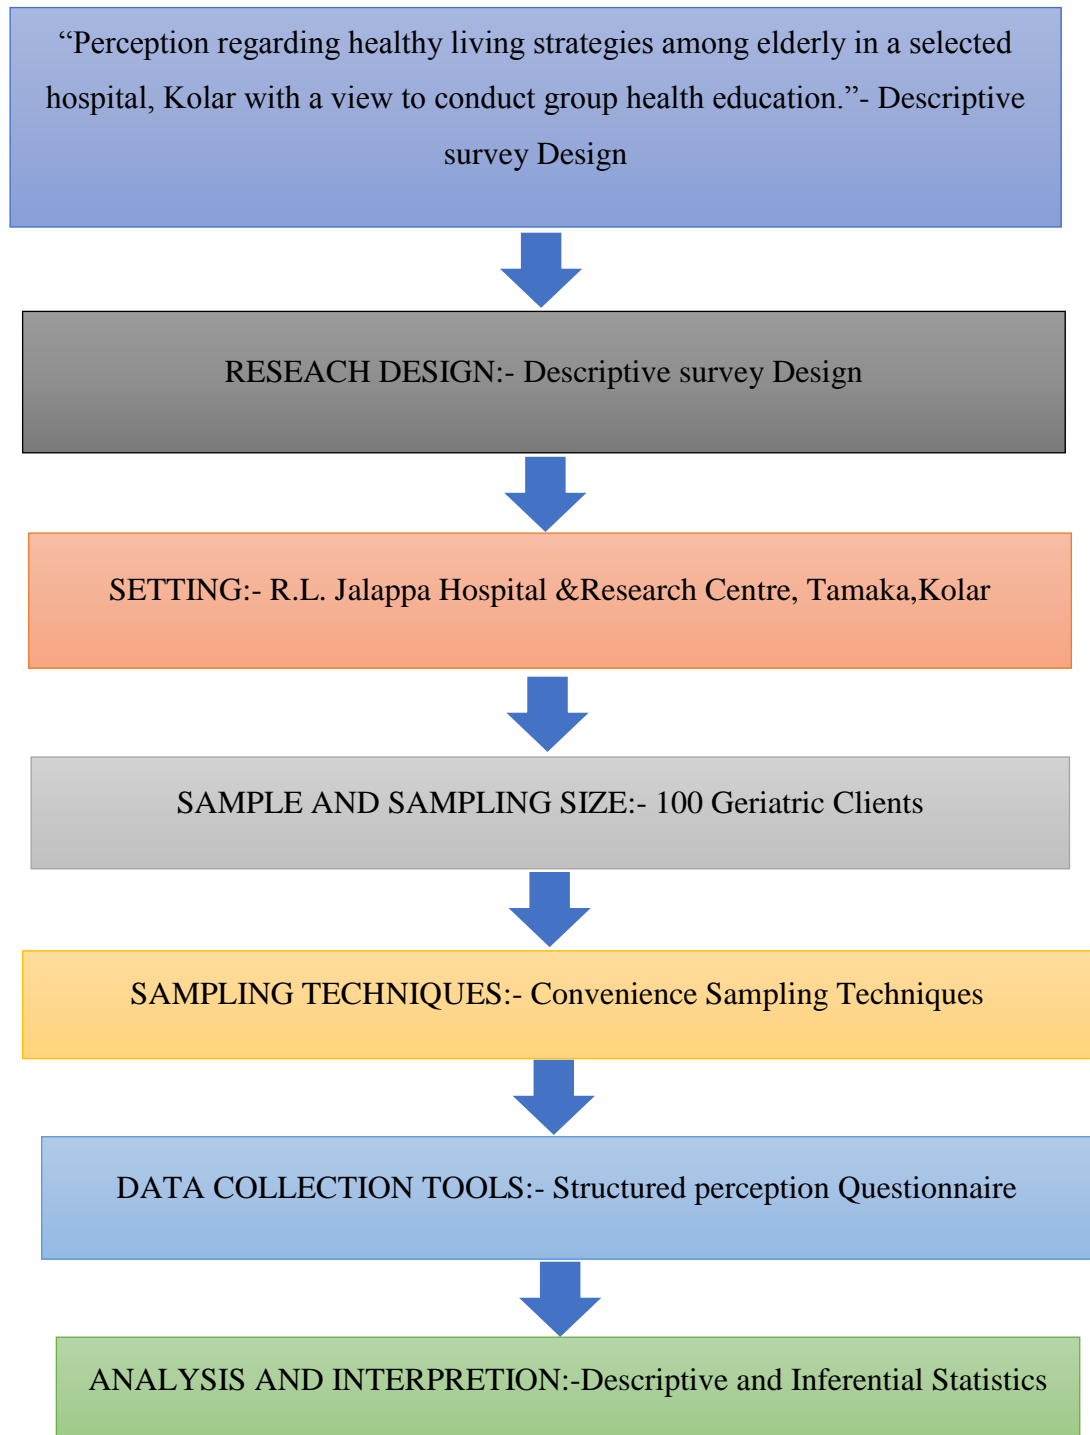 “Perception regarding healthy living strategies among elderly in a selected
hospital, Kolar with a view to conduct group health education.”- Descriptive
survey Design
RESEACH DESIGN:- Descriptive survey Design
SETTING:- R.L. Jalappa Hospital &Research Centre, Tamaka,Kolar
SAMPLE AND SAMPLING SIZE:- 100 Geriatric Clients
SAMPLING TECHNIQUES:- Convenience Sampling Techniques
DATA COLLECTION TOOLS:- Structured perception Questionnaire
ANALYSIS AND INTERPRETION:-Descriptive and Inferential Statistics